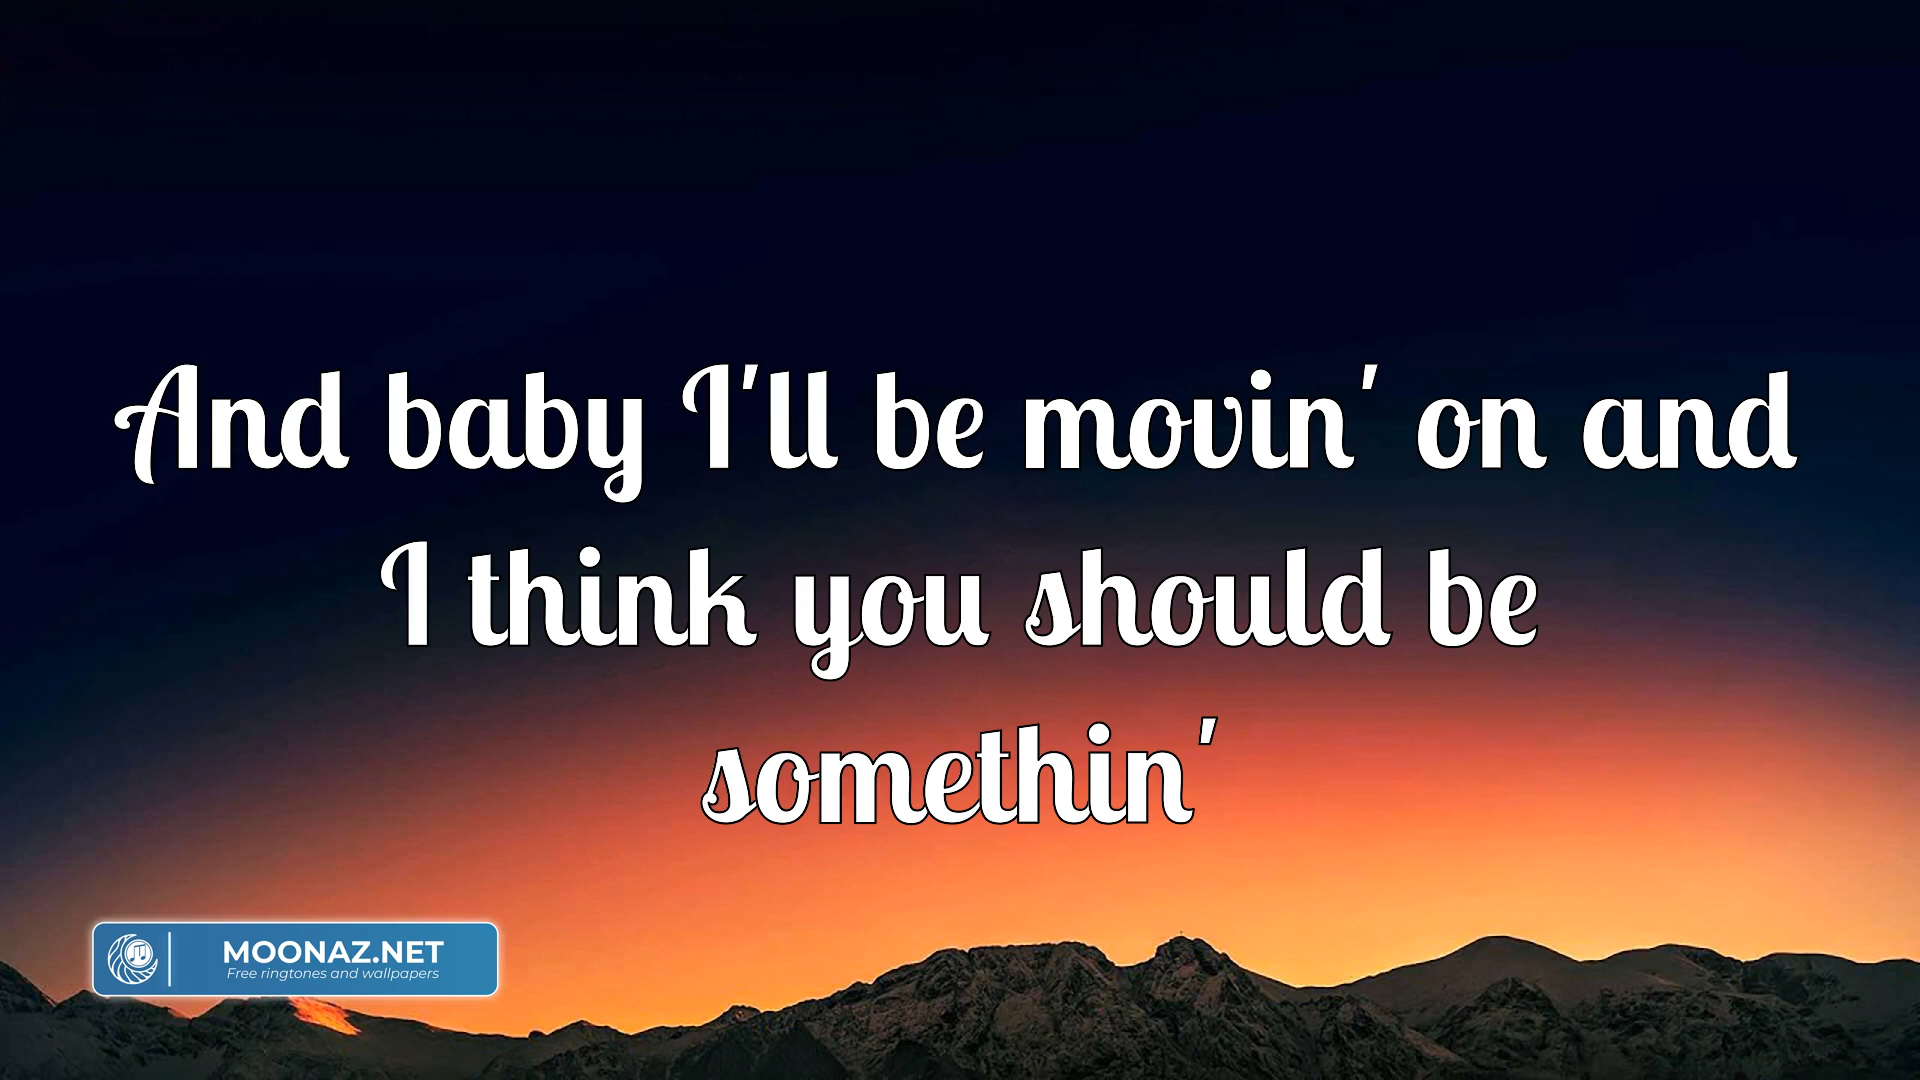 And baby I'll be movin' on and
I think you should be
somethin'
MOONAZ.NET
Free ringtones and wallpapers